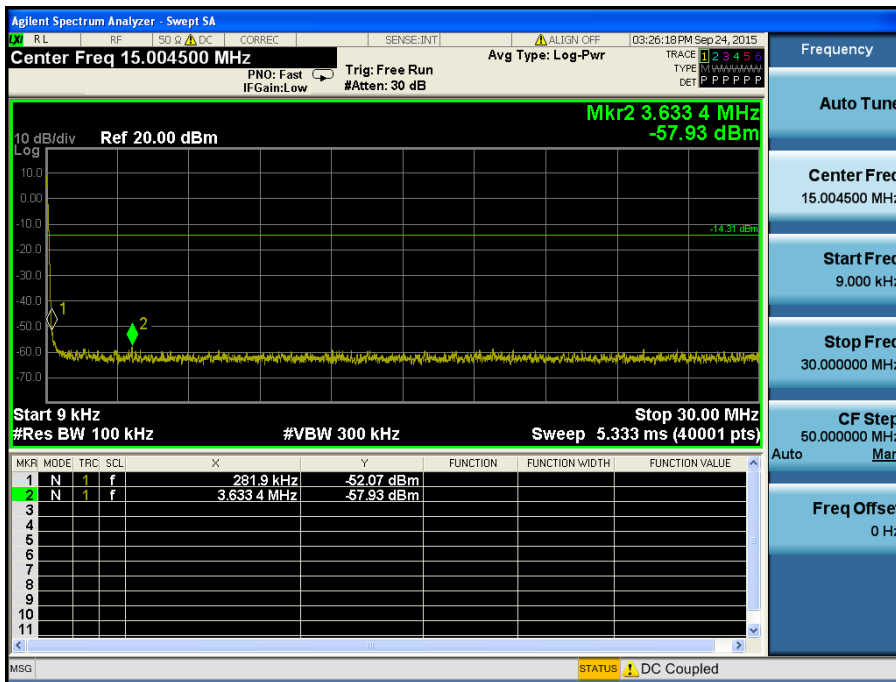 Agilent Spectrum Analyzer - Swept SA
LXI RL RF 50 Ω DC CORREC SENSE:INT ALIGN OFF 03:26:18 PM Sep 24, 2015
Center Freq 15.004500 MHz
PNO: Fast
IFGain:Low
Trig: Free Run
#Atten: 30 dB
Avg Type: Log-Pwr
TRACE 1 2 3 4 5 6
TYPE M WWWWW
DET P P P P P P
Mkr2 3.633 4 MHz
-57.93 dBm
10 dB/div Ref 20.00 dBm
Log
10.0
0.00
-10.0
-14.31 dBm
-20.0
-30.0
-40.0
1
-50.0
2
-60.0
-70.0
Start 9 kHz Stop 30.00 MHz
#Res BW 100 kHz #VBW 300 kHz Sweep 5.333 ms (40001 pts)
MKR MODE TRC SCL X Y FUNCTION FUNCTION WIDTH FUNCTION VALUE
1 N 1 f 281.9 kHz -52.07 dBm
2 N 1 f 3.633 4 MHz -57.93 dBm
3
4
5
6
7
8
9
10
11
MSG STATUS DC Coupled
Frequency
Auto Tune
Center Freq
15.004500 MHz
Start Freq
9.000 kHz
Stop Freq
30.000000 MHz
CF Step
50.000000 MHz
Auto Man
Freq Offset
0 Hz